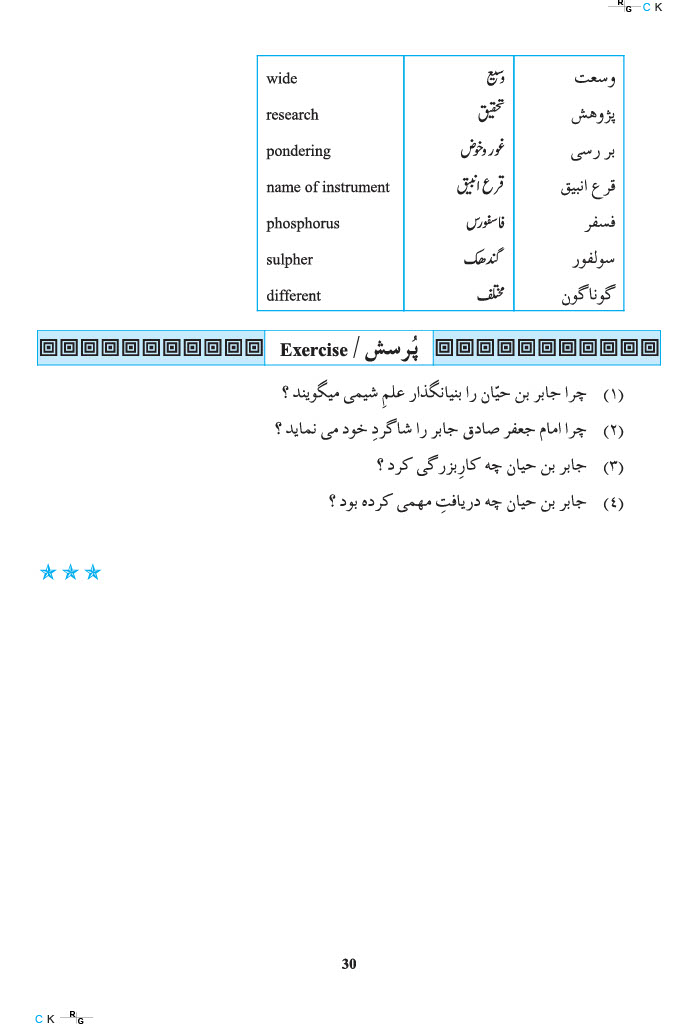 R G C K
وسعت وسیع wide
پژوهش تحقیق research
بر رسی غور وخوض pondering
قرع انبیق قرع انبیق name of instrument
فسفر فاسفورس phosphorus
سولفور گندھک sulpher
گوناگون مختلف different
پُرسش / Exercise
(١) چرا جابر بن حیّان را بنیانگذار علمِ شیمی میگویند ؟
(٢) چرا امام جعفر صادق جابر را شاگردِ خود می نماید ؟
(٣) جابر بن حیان چه کارِبزرگی کرد ؟
(٤) جابر بن حیان چه دریافتِ مهمی کرده بود ؟
30
C K R G